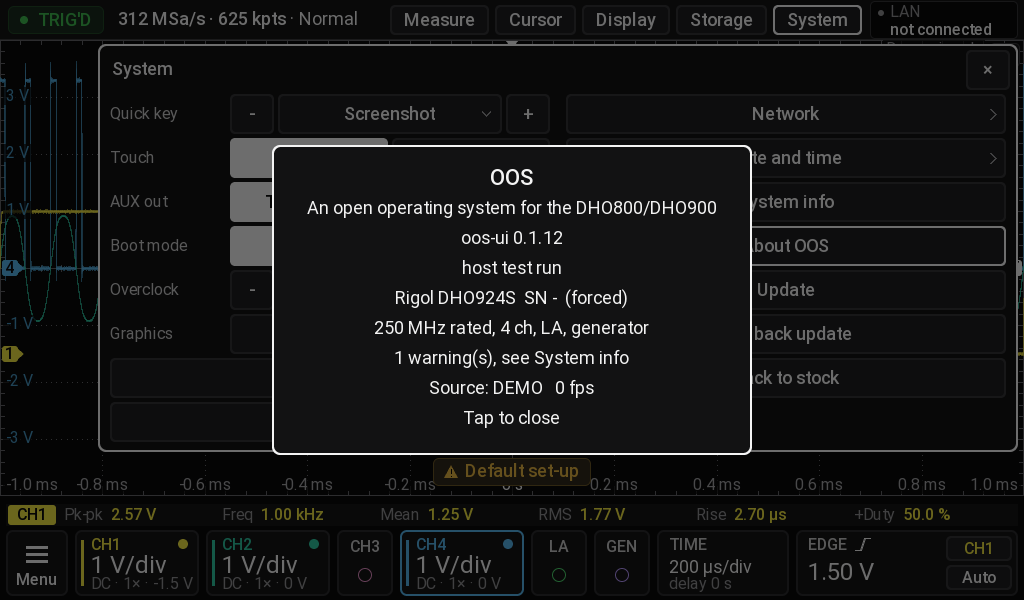 TRIG'D
312 MSa/s · 625 kpts · Normal
Measure
Cursor
Display
Storage
System
LAN
not connected
System
×
Quick key
-
Screenshot
+
Network
Touch
te and time
AUX out
ystem info
Boot mode
bout OOS
Overclock
-
Update
Graphics
back update
ck to stock
OOS
An open operating system for the DHO800/DHO900
oos-ui 0.1.12
host test run
Rigol DHO924S SN - (forced)
250 MHz rated, 4 ch, LA, generator
1 warning(s), see System info
Source: DEMO 0 fps
Tap to close
3 V
2 V
1 V
4
-1 V
1
-2 V
-3 V
Default set-up
-1.0 ms
-0.8 ms
-0.6 ms
-0.4 ms
-0.2 ms
0 s
0.2 ms
0.4 ms
0.6 ms
0.8 ms
1.0 ms
CH1
Pk-pk 2.57 V
Freq 1.00 kHz
Mean 1.25 V
RMS 1.77 V
Rise 2.70 µs
+Duty 50.0 %
Menu
CH1
1 V/div
DC · 1× · -1.5 V
CH2
1 V/div
DC · 1× · 0 V
CH3
CH4
1 V/div
DC · 1× · 0 V
LA
GEN
TIME
200 µs/div
delay 0 s
EDGE
1.50 V
CH1
Auto